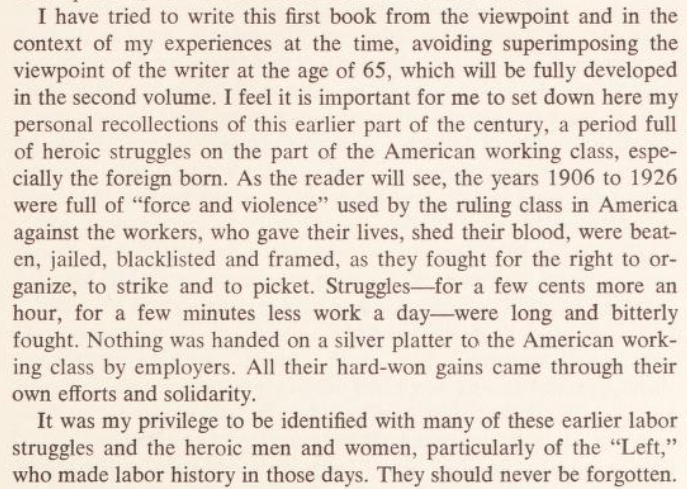 I have tried to write this first book from the viewpoint and in the
context of my experiences at the time, avoiding superimposing the
viewpoint of the writer at the age of 65, which will be fully developed
in the second volume. I feel it is important for me to set down here my
personal recollections of this earlier part of the century, a period full
of heroic struggles on the part of the American working class, espe-
cially the foreign born. As the reader will see, the years 1906 to 1926
were full of “force and violence” used by the ruling class in America
against the workers, who gave their lives, shed their blood, were beat-
en, jailed, blacklisted and framed, as they fought for the right to or-
ganize, to strike and to picket. Struggles—for a few cents more an
hour, for a few minutes less work a day—were long and bitterly
fought. Nothing was handed on a silver platter to the American work-
ing class by employers. All their hard-won gains came through their
own efforts and solidarity.
It was my privilege to be identified with many of these earlier labor
struggles and the heroic men and women, particularly of the “Left,”
who made labor history in those days. They should never be forgotten.